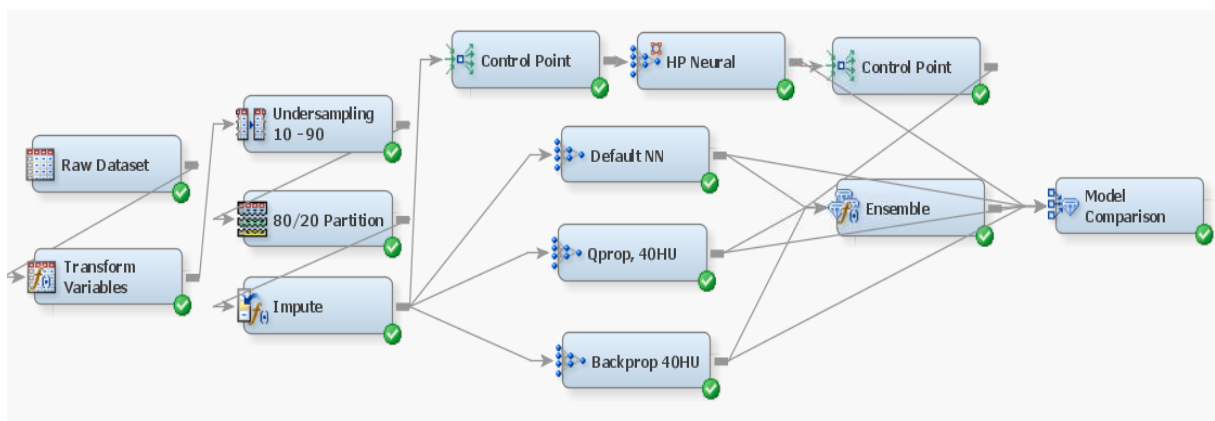 Control Point
HP Neural
Control Point
Undersampling
10 -90
Raw Dataset
Default NN
80/20 Partition
Ensemble
Model
Comparison
Transform
Variables
Qprop, 40HU
Impute
Backprop 40HU